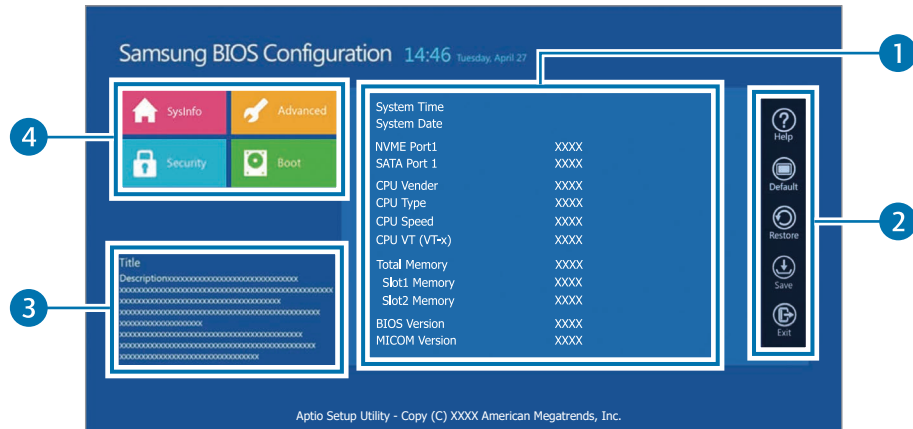 Samsung BIOS Configuration 14:46 Tuesday, April 27
1
SysInfo Advanced
Security Boot
4
System Time
System Date
NVME Port1 XXXX
SATA Port 1 XXXX
CPU Vender XXXX
CPU Type XXXX
CPU Speed XXXX
CPU VT (VT-x) XXXX
Total Memory XXXX
Slot1 Memory XXXX
Slot2 Memory XXXX
BIOS Version XXXX
MICOM Version XXXX
Help
Default
Restore
Save
Exit
2
3
Title
Aptio Setup Utility - Copy (C) XXXX American Megatrends, Inc.